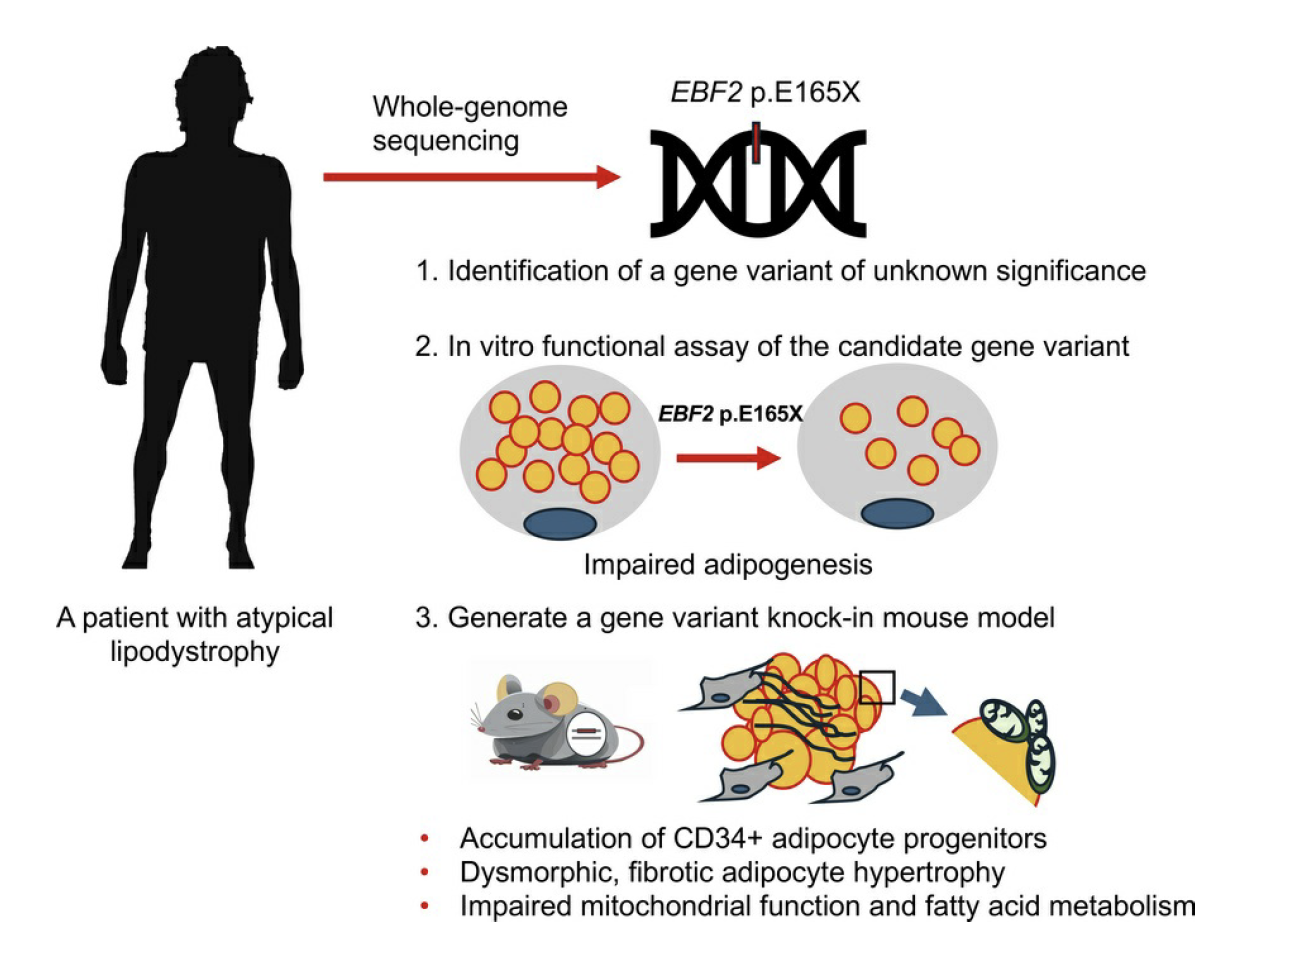 Whole-genome
sequencing
EBF2 p.E165X
1. Identification of a gene variant of unknown significance
2. In vitro functional assay of the candidate gene variant
EBF2 p.E165X
Impaired adipogenesis
A patient with atypical
lipodystrophy
3. Generate a gene variant knock-in mouse model
• Accumulation of CD34+ adipocyte progenitors
• Dysmorphic, fibrotic adipocyte hypertrophy
• Impaired mitochondrial function and fatty acid metabolism